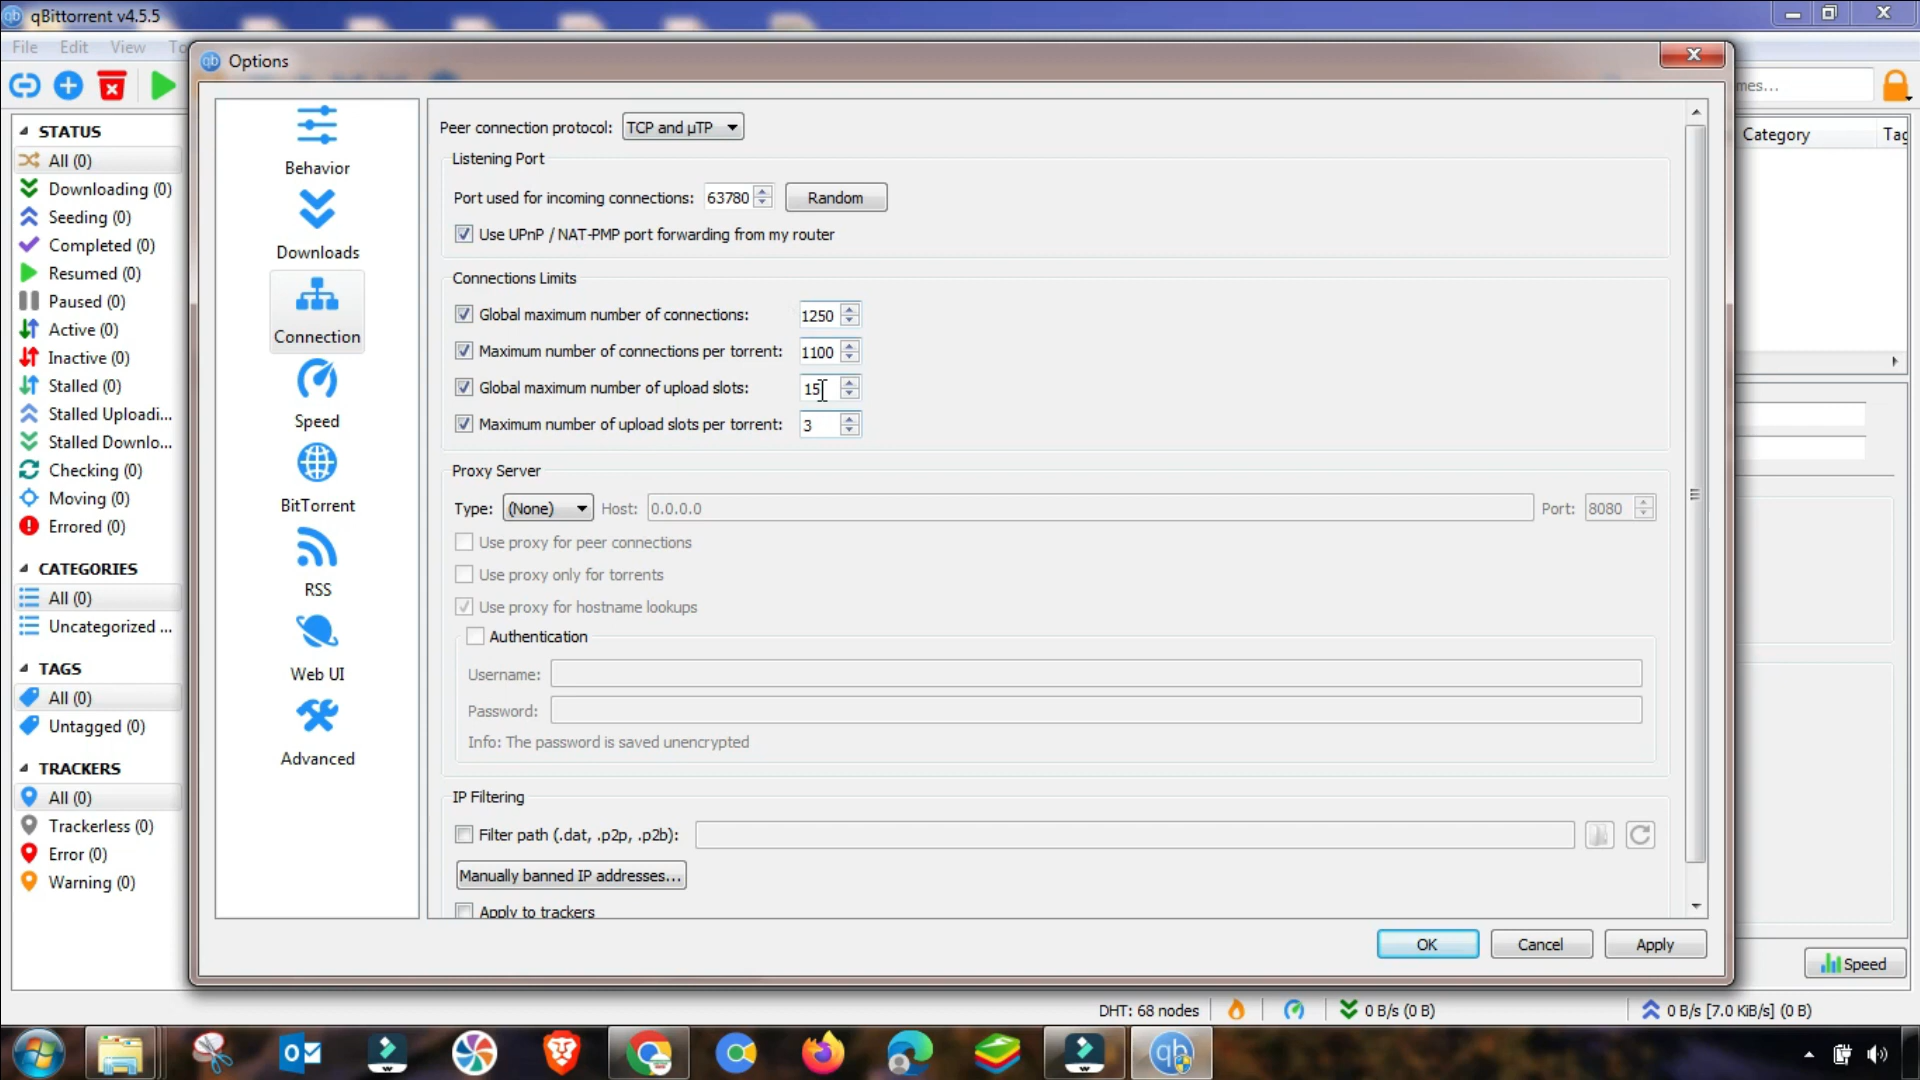 qBittorrent v4.5.5
File Edit View To
Options
mes...
STATUS
All (0)
Downloading (0)
Seeding (0)
Completed (0)
Resumed (0)
Paused (0)
Active (0)
Inactive (0)
Stalled (0)
Stalled Uploadi...
Stalled Downlo...
Checking (0)
Moving (0)
Errored (0)
CATEGORIES
All (0)
Uncategorized ...
TAGS
All (0)
Untagged (0)
TRACKERS
All (0)
Trackerless (0)
Error (0)
Warning (0)
Behavior
Downloads
Connection
Speed
BitTorrent
RSS
Web UI
Advanced
Peer connection protocol: TCP and μTP
Listening Port
Port used for incoming connections: 63780 Random
Use UPnP / NAT-PMP port forwarding from my router
Connections Limits
Global maximum number of connections: 1250
Maximum number of connections per torrent: 1100
Global maximum number of upload slots: 15
Maximum number of upload slots per torrent: 3
Proxy Server
Type: (None) Host: 0.0.0.0 Port: 8080
Use proxy for peer connections
Use proxy only for torrents
Use proxy for hostname lookups
Authentication
Username:
Password:
Info: The password is saved unencrypted
IP Filtering
Filter path (.dat, .p2p, .p2b):
Manually banned IP addresses...
Apply to trackers
OK Cancel Apply
Category Tag
Speed
DHT: 68 nodes 0 B/s (0 B) 0 B/s [7.0 KiB/s] (0 B)